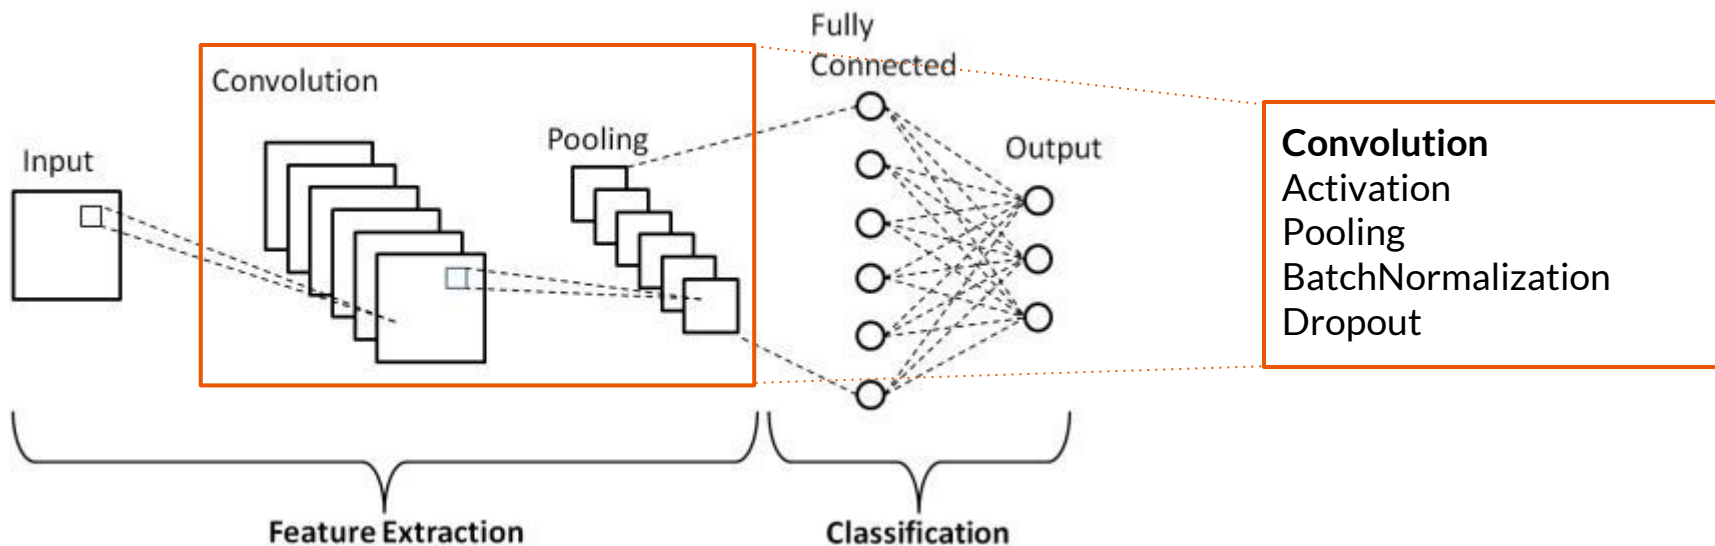 Input
Convolution
Pooling
Fully
Connected
Output
Feature Extraction
Classification
Convolution
Activation
Pooling
BatchNormalization
Dropout